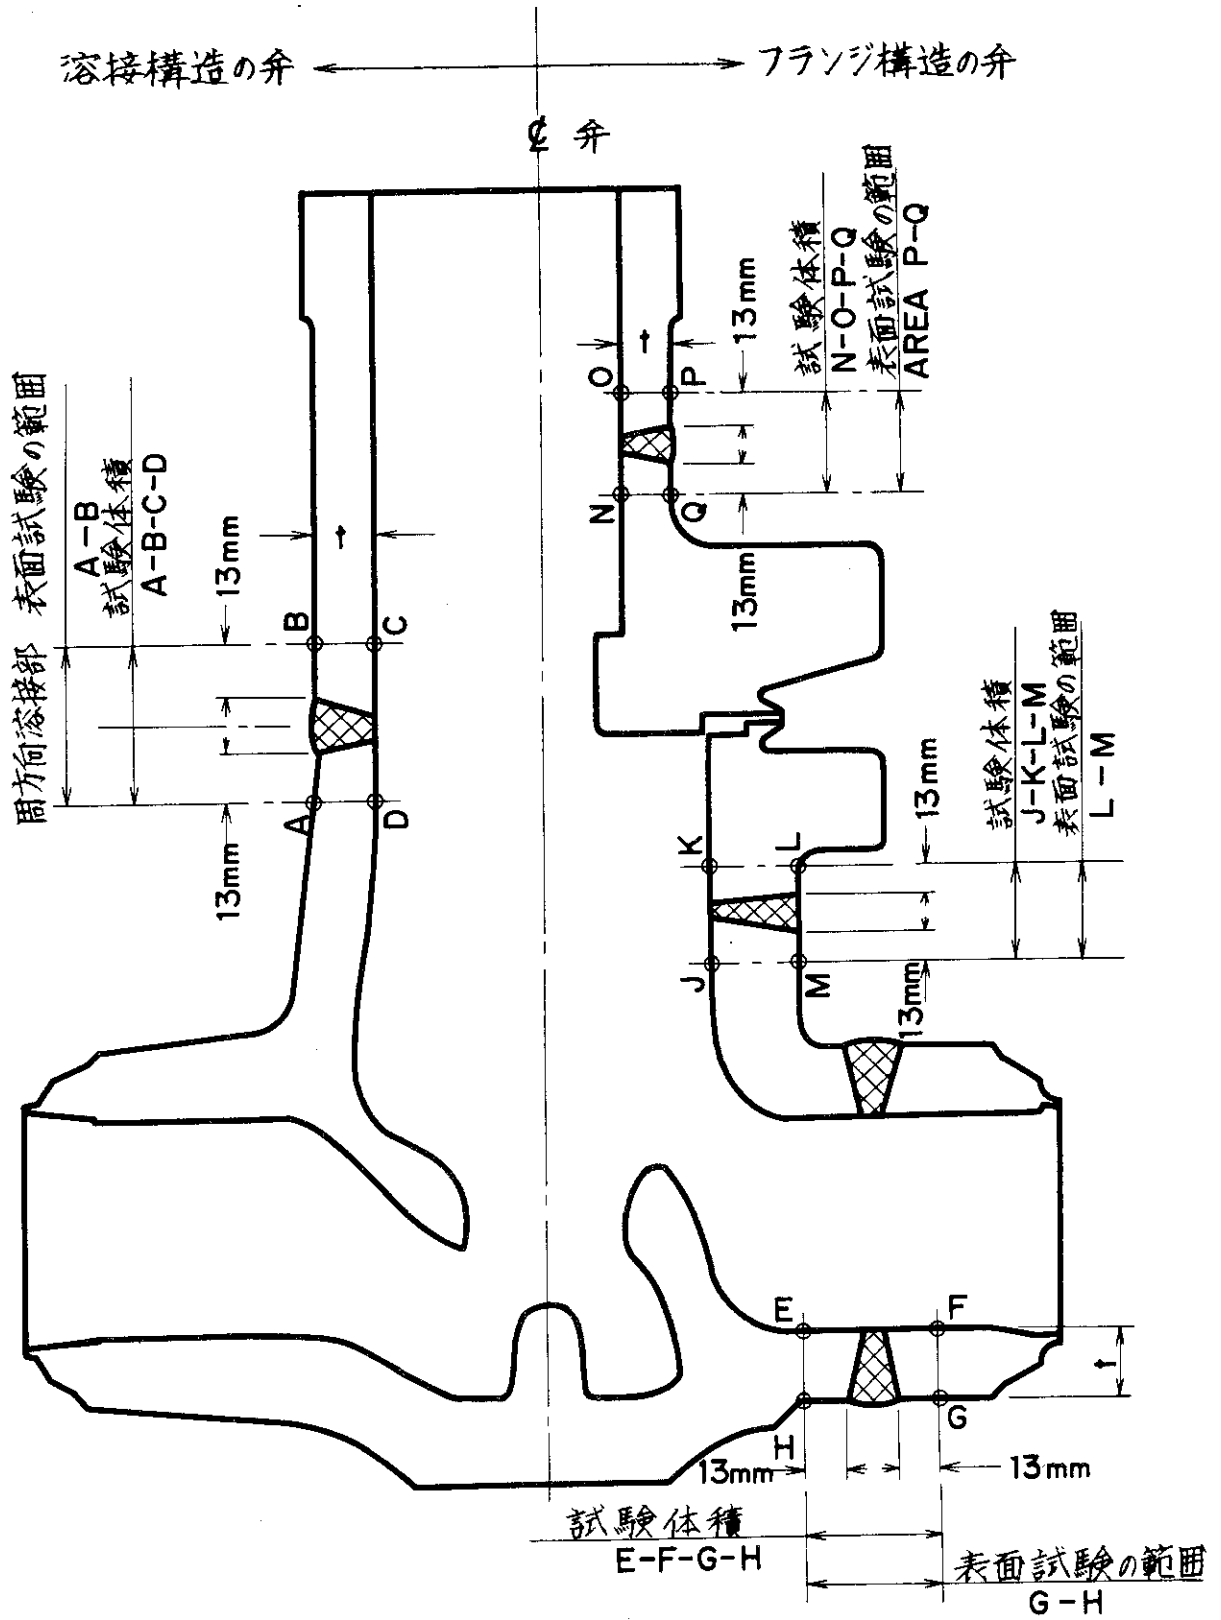 溶接構造の弁
フランジ構造の弁
℄ 弁
周方向溶接部 表面試験の範囲
A-B
試験体積
A-B-C-D
13mm
13mm
t
B
C
A
D
試験体積
N-O-P-Q
表面試験の範囲
AREA P-Q
13mm
13mm
t
O
P
N
Q
試験体積
J-K-L-M
表面試験の範囲
L-M
13mm
13mm
K
L
J
M
E
F
t
H
G
13mm
13mm
試験体積
E-F-G-H
表面試験の範囲
G-H